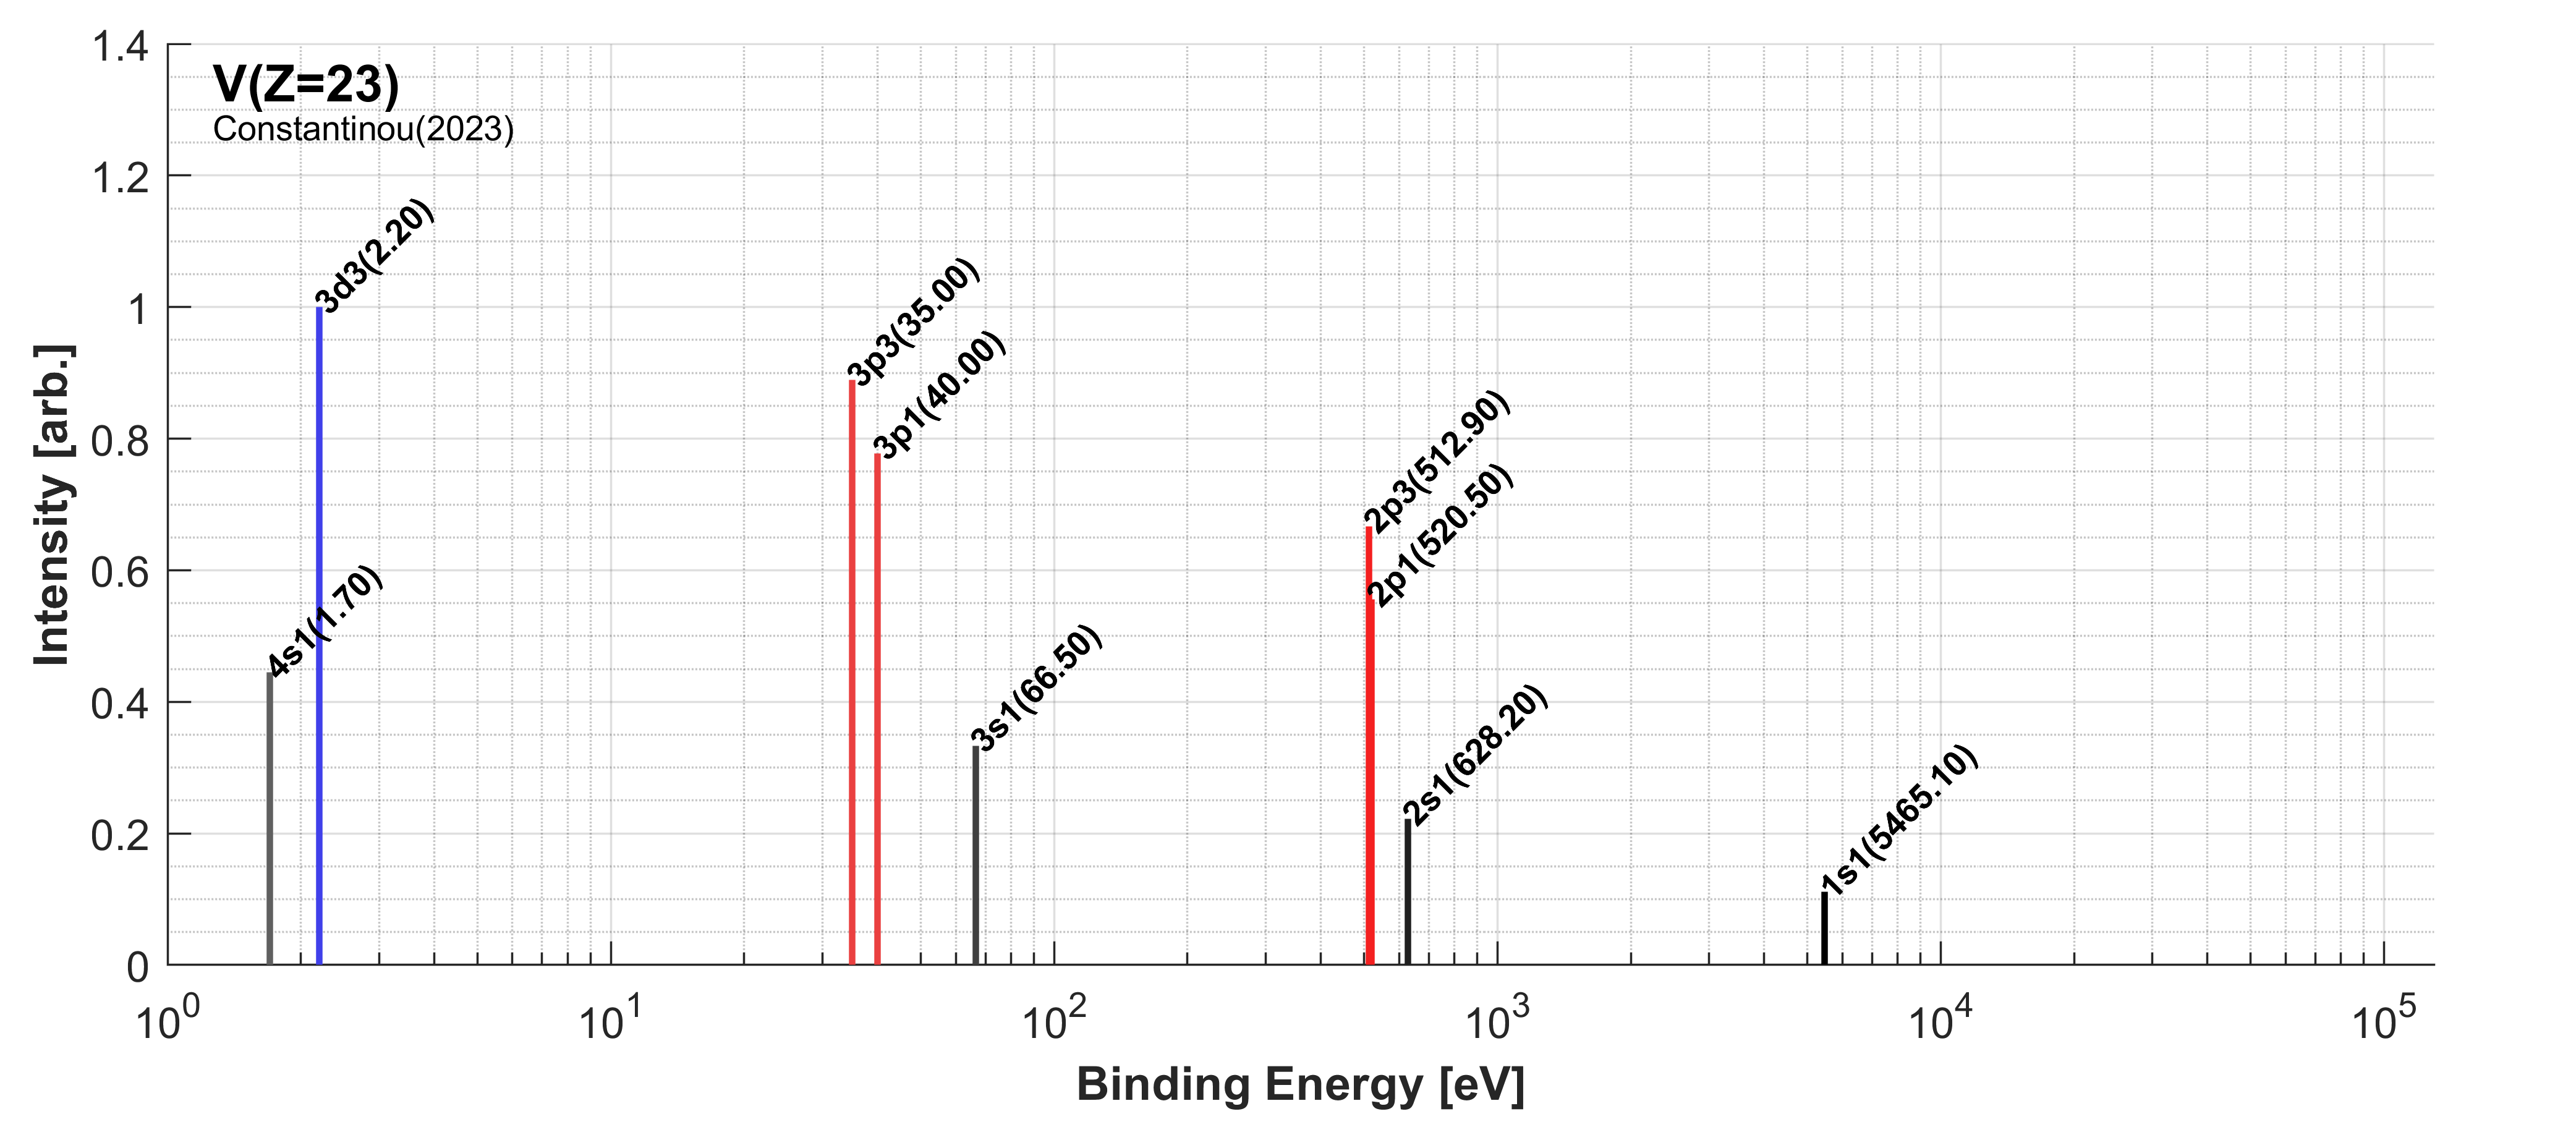 V(Z=23)
Constantinou(2023)
Intensity [arb.]
1.4
1.2
1
0.8
0.6
0.4
0.2
0
4s1(1.70)
3d3(2.20)
3p3(35.00)
3p1(40.00)
3s1(66.50)
2p3(512.90)
2p1(520.50)
2s1(628.20)
1s1(5465.10)
10^0
10^1
10^2
10^3
10^4
10^5
Binding Energy [eV]